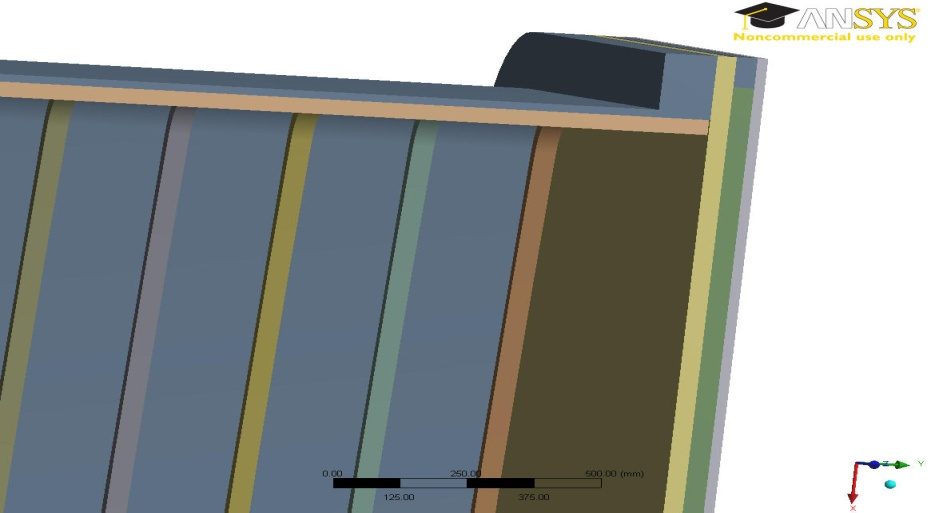 ANSYS
Noncommercial use only
0.00 250.00 500.00 (mm)
125.00 375.00
Z Y
X